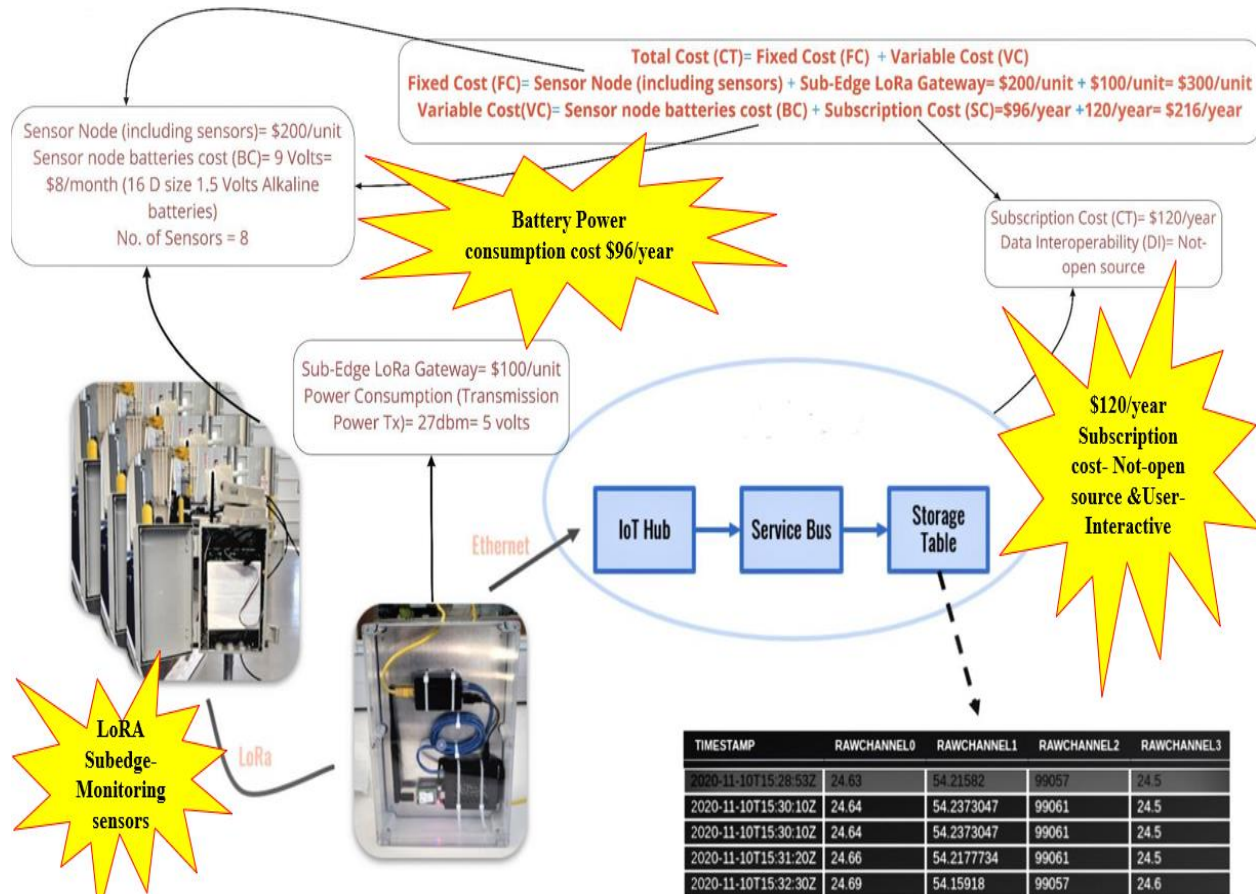 Total Cost (CT)= Fixed Cost (FC) + Variable Cost (VC)
Fixed Cost (FC)= Sensor Node (including sensors) + Sub-Edge LoRa Gateway= $200/unit + $100/unit= $300/unit
Variable Cost(VC)= Sensor node batteries cost (BC) + Subscription Cost (SC)=$96/year +120/year= $216/year
Sensor Node (including sensors)= $200/unit
Sensor node batteries cost (BC)= 9 Volts=
$8/month (16 D size 1.5 Volts Alkaline
batteries)
No. of Sensors = 8
Battery Power
consumption cost $96/year
Subscription Cost (CT)= $120/year
Data Interoperability (DI)= Not-
open source
Sub-Edge LoRa Gateway= $100/unit
Power Consumption (Transmission
Power Tx)= 27dbm= 5 volts
$120/year
Subscription
cost- Not-open
source &User-
Interactive
Ethernet
IoT Hub
Service Bus
Storage
Table
LoRA
Subedge-
Monitoring
sensors
LoRa
TIMESTAMP RAWCHANNEL0 RAWCHANNEL1 RAWCHANNEL2 RAWCHANNEL3
2020-11-10T15:28:53Z 24.63 54.21582 99057 24.5
2020-11-10T15:30:10Z 24.64 54.2373047 99061 24.5
2020-11-10T15:30:10Z 24.64 54.2373047 99061 24.5
2020-11-10T15:31:20Z 24.66 54.2177734 99061 24.5
2020-11-10T15:32:30Z 24.69 54.15918 99057 24.6